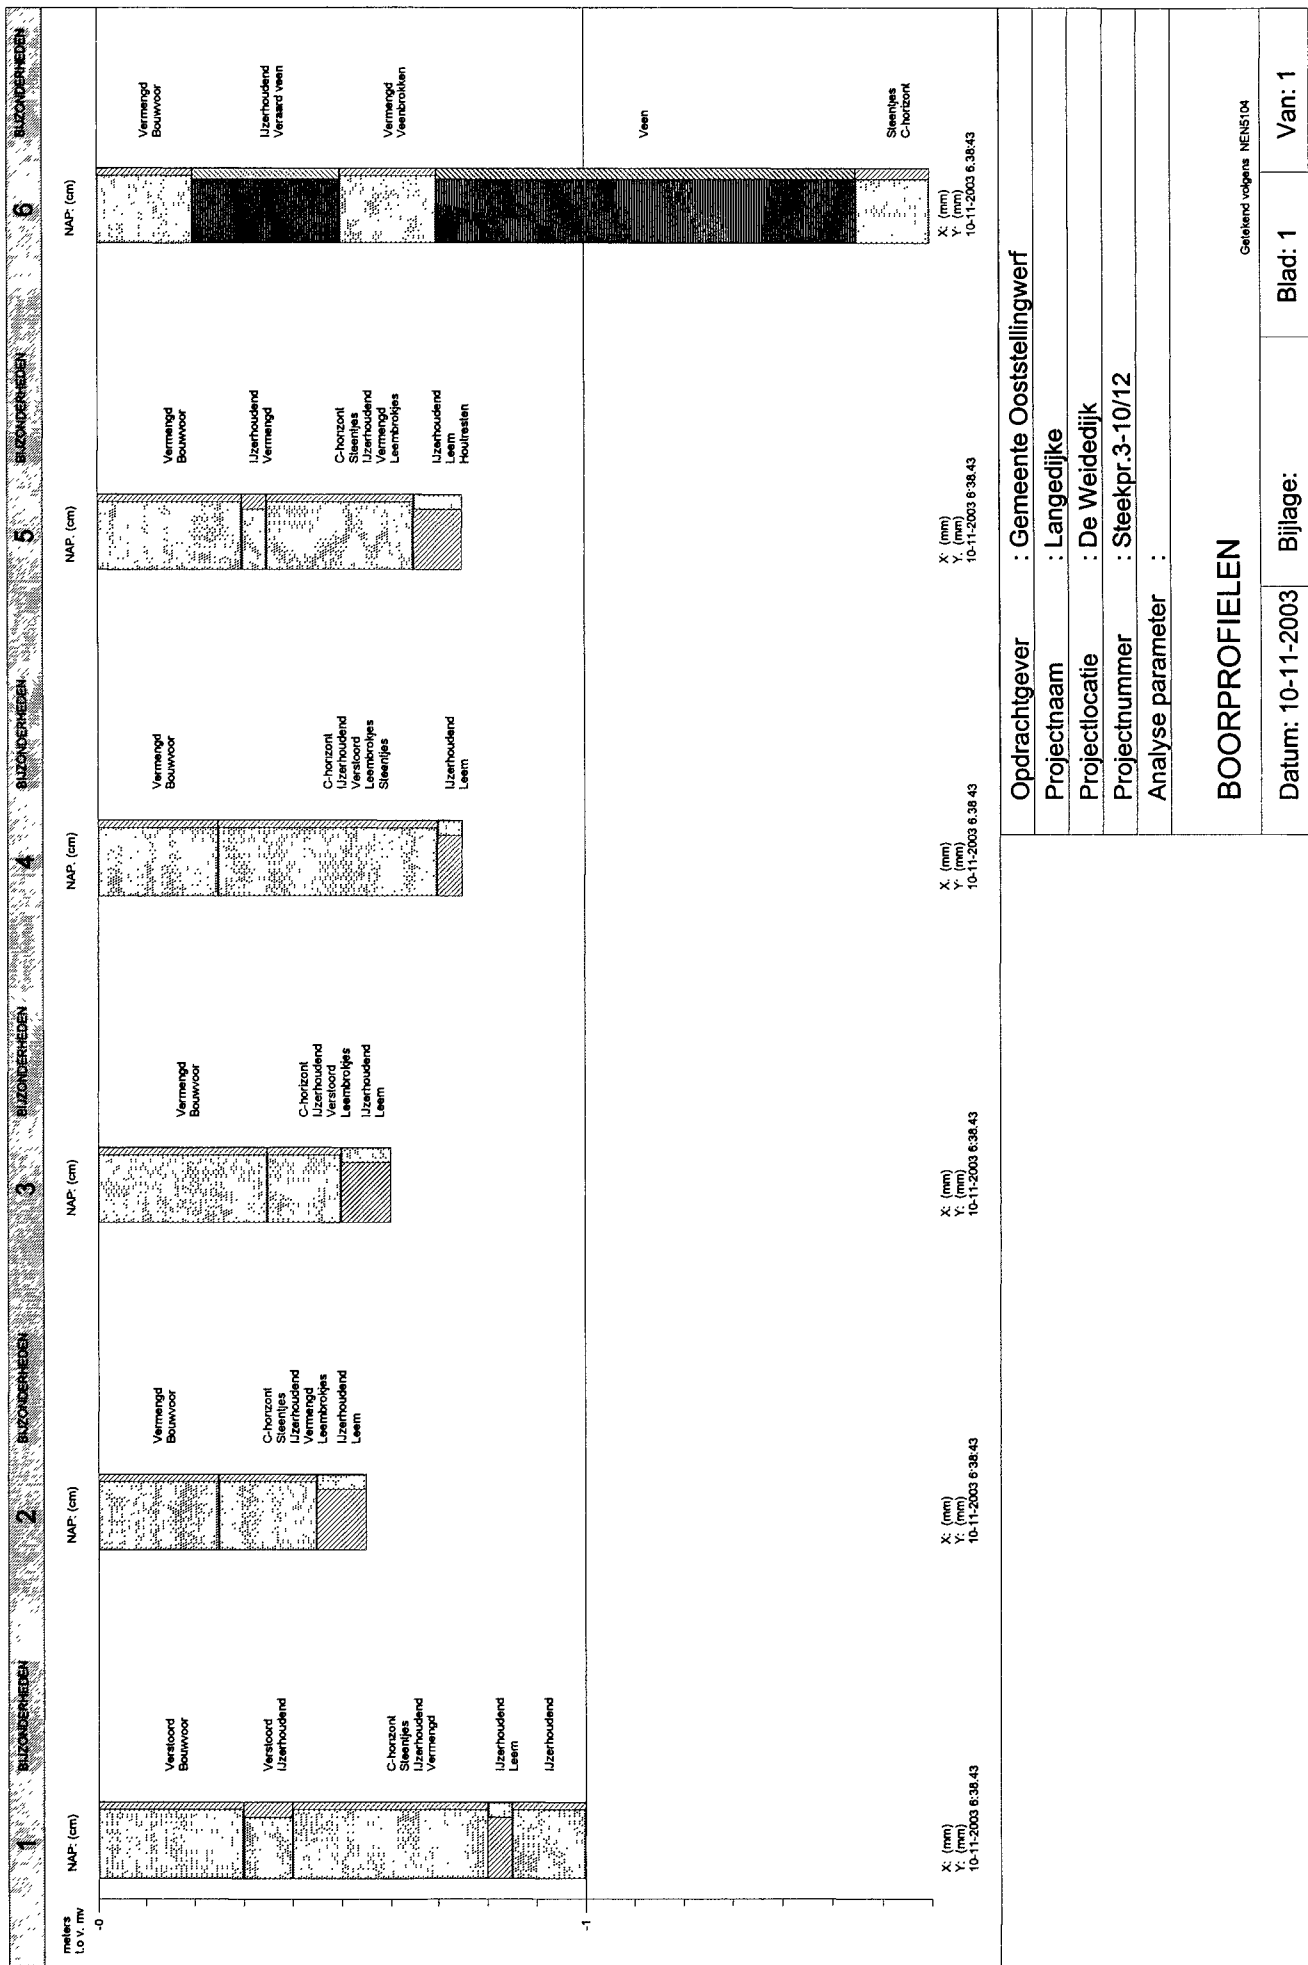 1 BIJZONDERHEDEN 2 BIJZONDERHEDEN 3 BIJZONDERHEDEN 4 BIJZONDERHEDEN 5 BIJZONDERHEDEN 6 BIJZONDERHEDEN
meters
t.o.v. mv
-0
-1
NAP: (cm)
Verstoord
Bouwvoor
Verstoord
IJzerhoudend
C-horizont
Steentjes
IJzerhoudend
Vermengd
IJzerhoudend
Leem
IJzerhoudend
X: (mm)
Y: (mm)
10-11-2003 6:38:43
NAP: (cm)
Vermengd
Bouwvoor
C-horizont
Steentjes
IJzerhoudend
Vermengd
Leembrokjes
IJzerhoudend
Leem
X: (mm)
Y: (mm)
10-11-2003 6:38:43
NAP: (cm)
Vermengd
Bouwvoor
C-horizont
IJzerhoudend
Verstoord
Leembrokjes
IJzerhoudend
Leem
X: (mm)
Y: (mm)
10-11-2003 6:38:43
NAP: (cm)
Vermengd
Bouwvoor
C-horizont
IJzerhoudend
Verstoord
Leembrokjes
Steentjes
IJzerhoudend
Leem
X: (mm)
Y: (mm)
10-11-2003 6:38:43
NAP: (cm)
Vermengd
Bouwvoor
IJzerhoudend
Vermengd
C-horizont
Steentjes
IJzerhoudend
Vermengd
Leembrokjes
IJzerhoudend
Leem
Houtresten
X: (mm)
Y: (mm)
10-11-2003 6:38:43
NAP: (cm)
Vermengd
Bouwvoor
IJzerhoudend
Veraard veen
Vermengd
Veenbrokken
Veen
Steentjes
C-horizont
X: (mm)
Y: (mm)
10-11-2003 6:38:43
Opdrachtgever : Gemeente Ooststellingwerf
Projectnaam : Langedijke
Projectlocatie : De Weidedijk
Projectnummer : Steekpr.3-10/12
Analyse parameter :
BOORPROFIELEN
Getekend volgens NEN5104
Datum: 10-11-2003 Bijlage: Blad: 1 Van: 1